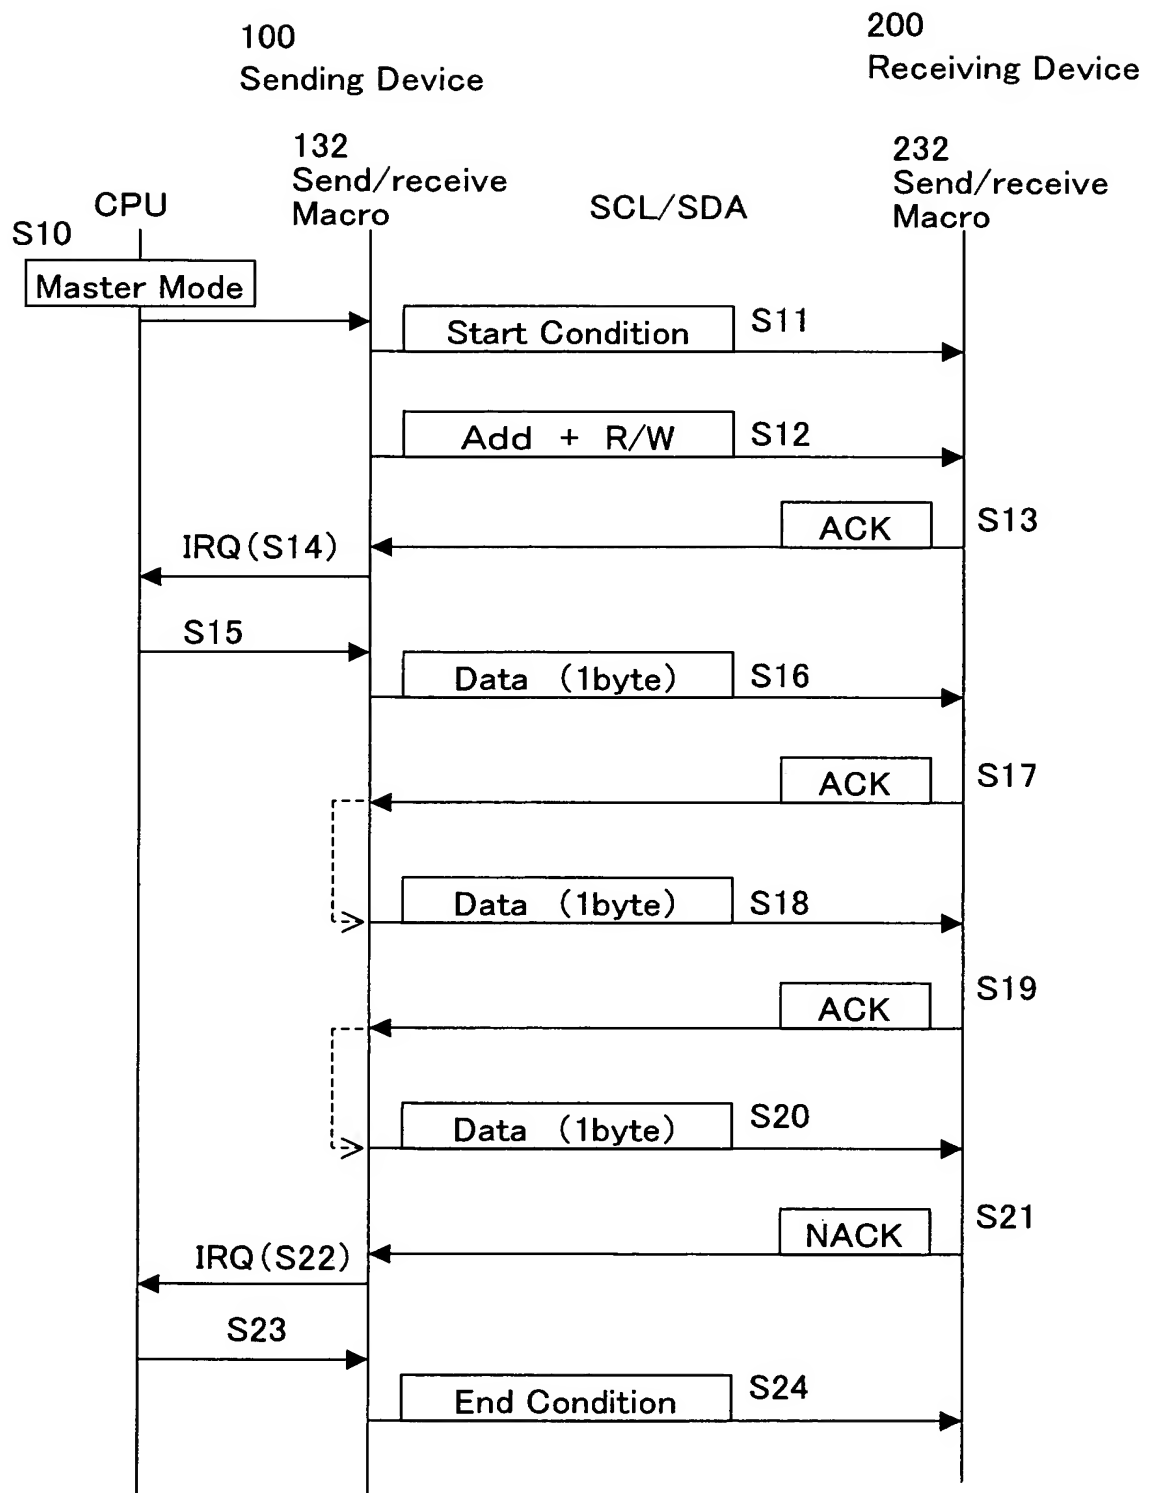 100
Sending Device
200
Receiving Device
132
Send/receive
Macro
232
Send/receive
Macro
CPU
SCL/SDA
S10
Master Mode
Start Condition
S11
Add + R/W
S12
ACK
S13
IRQ(S14)
S15
Data (1byte)
S16
ACK
S17
Data (1byte)
S18
ACK
S19
Data (1byte)
S20
NACK
S21
IRQ(S22)
S23
End Condition
S24